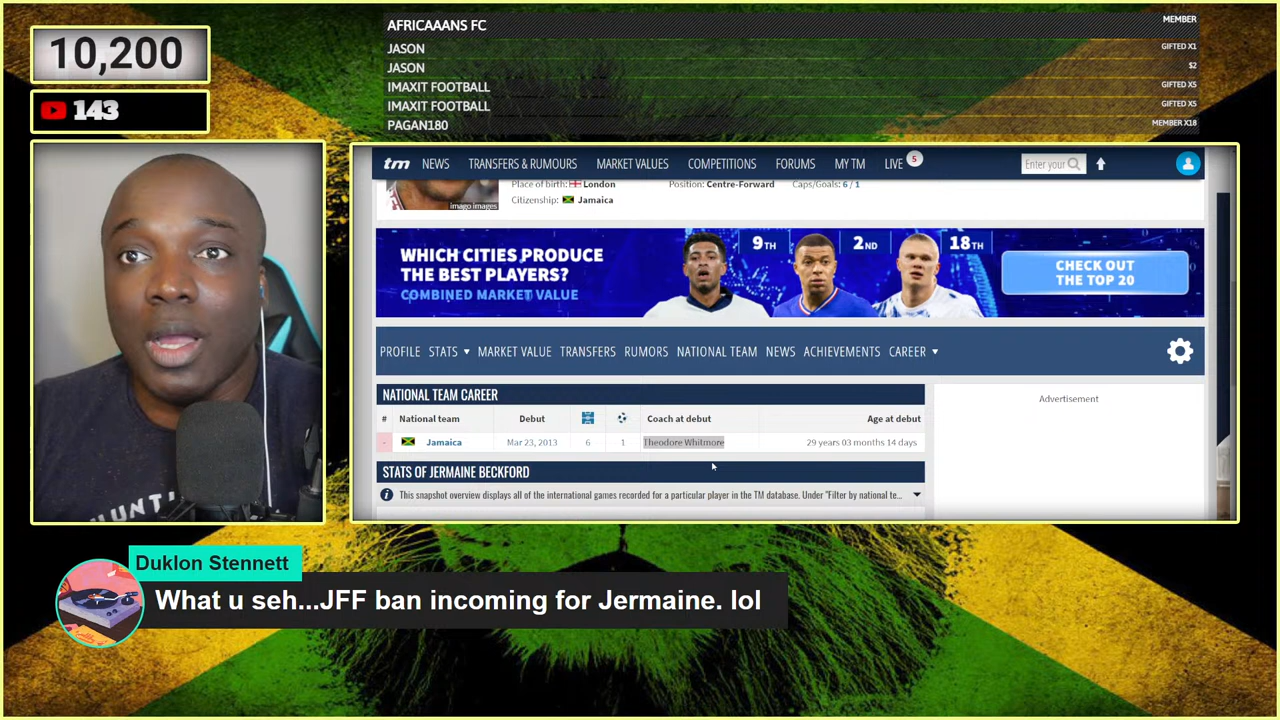 10,200
143
AFRICAAANS FC MEMBER
JASON GIFTED X1
JASON $2
IMAXIT FOOTBALL GIFTED X5
IMAXIT FOOTBALL GIFTED X5
PAGAN180 MEMBER X18
tm NEWS TRANSFERS & RUMOURS MARKET VALUES COMPETITIONS FORUMS MY TM LIVE 5 Enter your
Place of birth: London Position: Centre-Forward Caps/Goals: 6 / 1
Citizenship: Jamaica
imago images
WHICH CITIES PRODUCE
THE BEST PLAYERS?
COMBINED MARKET VALUE
9TH 2ND 18TH
CHECK OUT
THE TOP 20
PROFILE STATS MARKET VALUE TRANSFERS RUMORS NATIONAL TEAM NEWS ACHIEVEMENTS CAREER
NATIONAL TEAM CAREER
# National team Debut Coach at debut Age at debut
- Jamaica Mar 23, 2013 6 1 Theodore Whitmore 29 years 03 months 14 days
STATS OF JERMAINE BECKFORD
This snapshot overview displays all of the international games recorded for a particular player in the TM database. Under "Filter by national te...
Advertisement
Duklon Stennett
What u seh...JFF ban incoming for Jermaine. lol